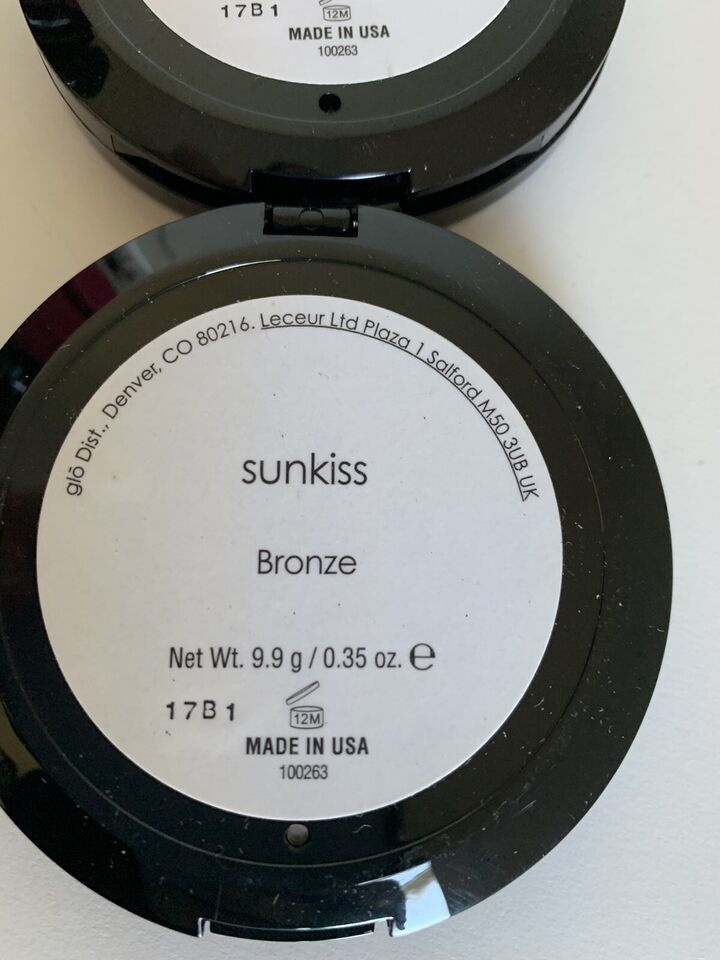 17B1
12M
MADE IN USA
100263
glō Dist., Denver, CO 80216. Leceur Ltd Plaza 1 Salford M50 3UB UK
sunkiss
Bronze
Net Wt. 9.9 g / 0.35 oz. ℮
17B1
12M
MADE IN USA
100263